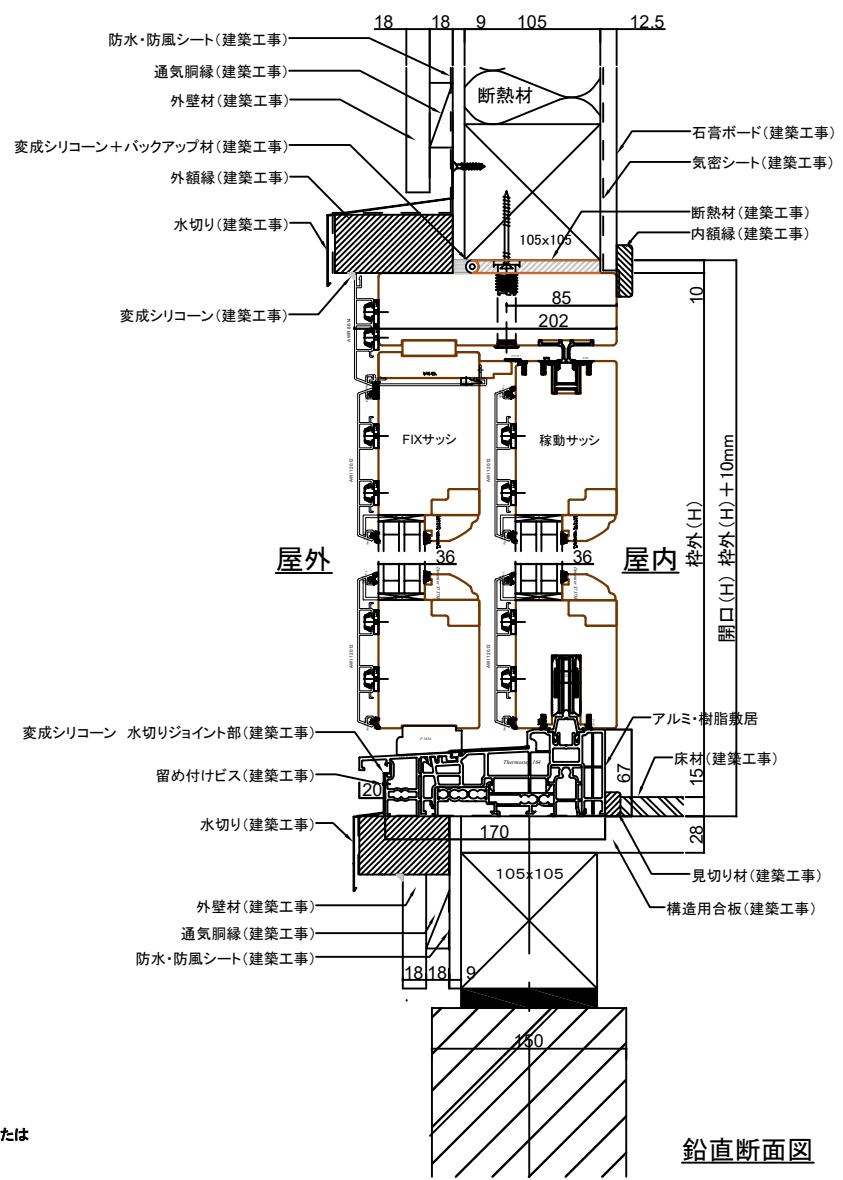 18 18 9 105 12.5
防水・防風シート(建築工事)
通気胴縁(建築工事)
外壁材(建築工事)
変成シリコーン＋バックアップ材(建築工事)
外額縁(建築工事)
水切り(建築工事)
変成シリコーン(建築工事)
断熱材
石膏ボード(建築工事)
気密シート(建築工事)
断熱材(建築工事)
内額縁(建築工事)
105x105
85
202
10
FIXサッシ
稼動サッシ
屋外
36
36
屋内
枠外(H)
開口(H) 枠外(H)＋10mm
変成シリコーン 水切りジョイント部(建築工事)
留め付けビス(建築工事)
水切り(建築工事)
アルミ・樹脂敷居
床材(建築工事)
67
15
20
170
28
105x105
見切り材(建築工事)
構造用合板(建築工事)
外壁材(建築工事)
通気胴縁(建築工事)
防水・防風シート(建築工事)
18 18 9
150
たは
鉛直断面図